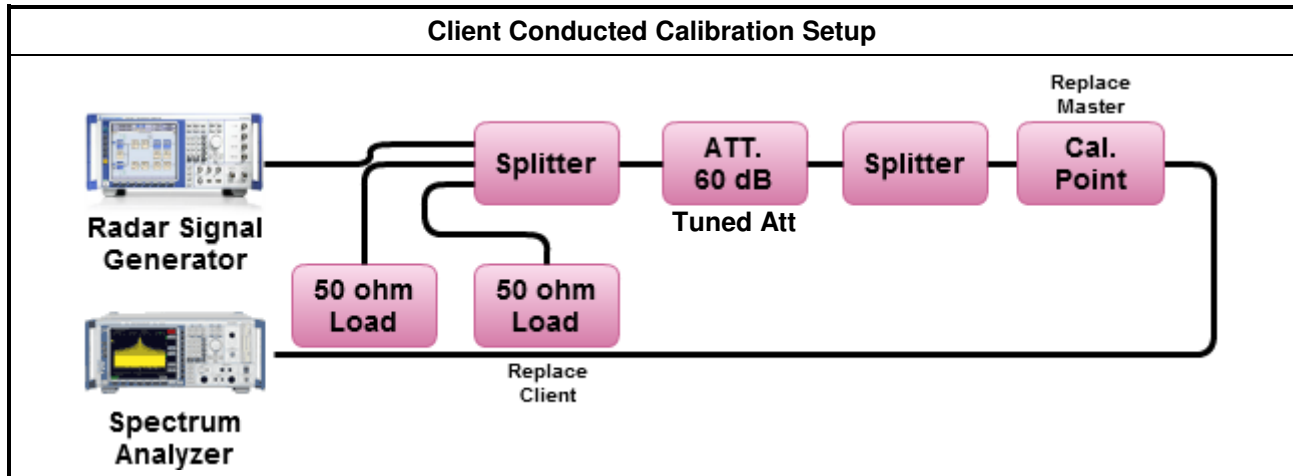 Client Conducted Calibration Setup
Replace
Master
Splitter
ATT.
60 dB
Splitter
Cal.
Point
Tuned Att
Radar Signal
Generator
50 ohm
Load
50 ohm
Load
Replace
Client
Spectrum
Analyzer